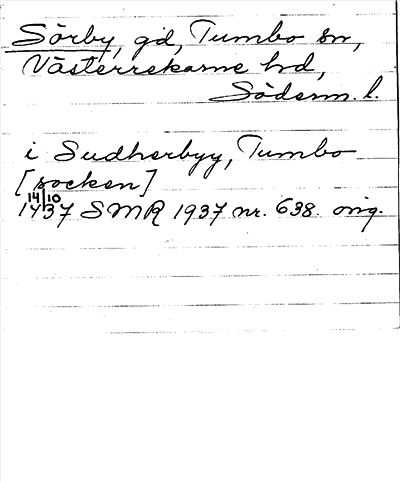 Sörby, gd, Tumbo sn,
Västerrekarne hd,
Söderm. l.
i Sudherbyy, Tumbo
[socken]
14/10
1437 SMR 1937 nr. 638. orig.